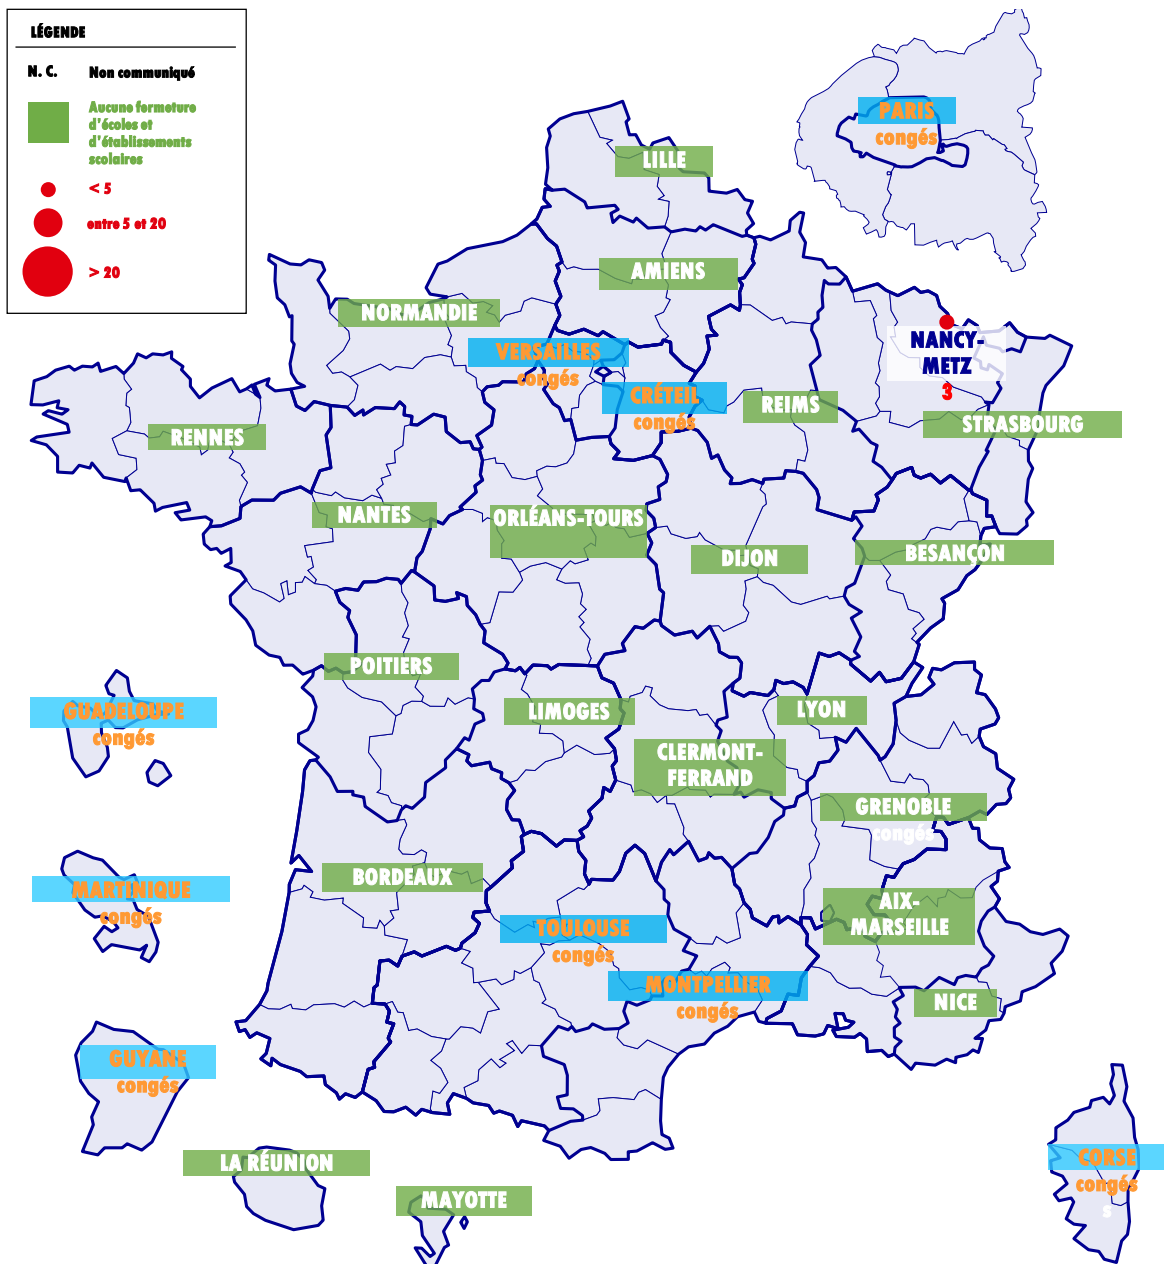 LÉGENDE
N. C. Non communiqué
Aucune fermeture
d'écoles et
d'établissements
scolaires
< 5
entre 5 et 20
> 20
PARIS
congés
LILLE
AMIENS
NORMANDIE
VERSAILLES
congés
CRÉTEIL
congés
NANCY-
METZ
3
REIMS
STRASBOURG
RENNES
NANTES
ORLÉANS-TOURS
DIJON
BESANÇON
POITIERS
LIMOGES
LYON
CLERMONT-
FERRAND
GRENOBLE
congés
GUADELOUPE
congés
MARTINIQUE
congés
BORDEAUX
TOULOUSE
congés
MONTPELLIER
congés
AIX-
MARSEILLE
NICE
GUYANE
congés
LA RÉUNION
MAYOTTE
CORSE
congés
s